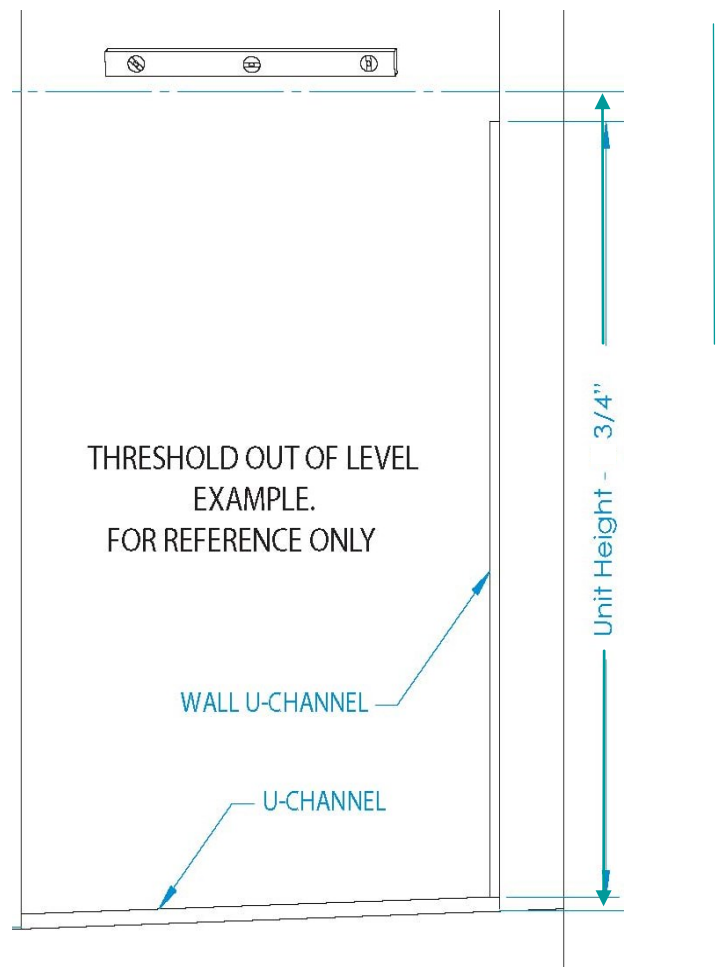 THRESHOLD OUT OF LEVEL
EXAMPLE.
FOR REFERENCE ONLY
Unit Height - 3/4"
WALL U-CHANNEL
U-CHANNEL